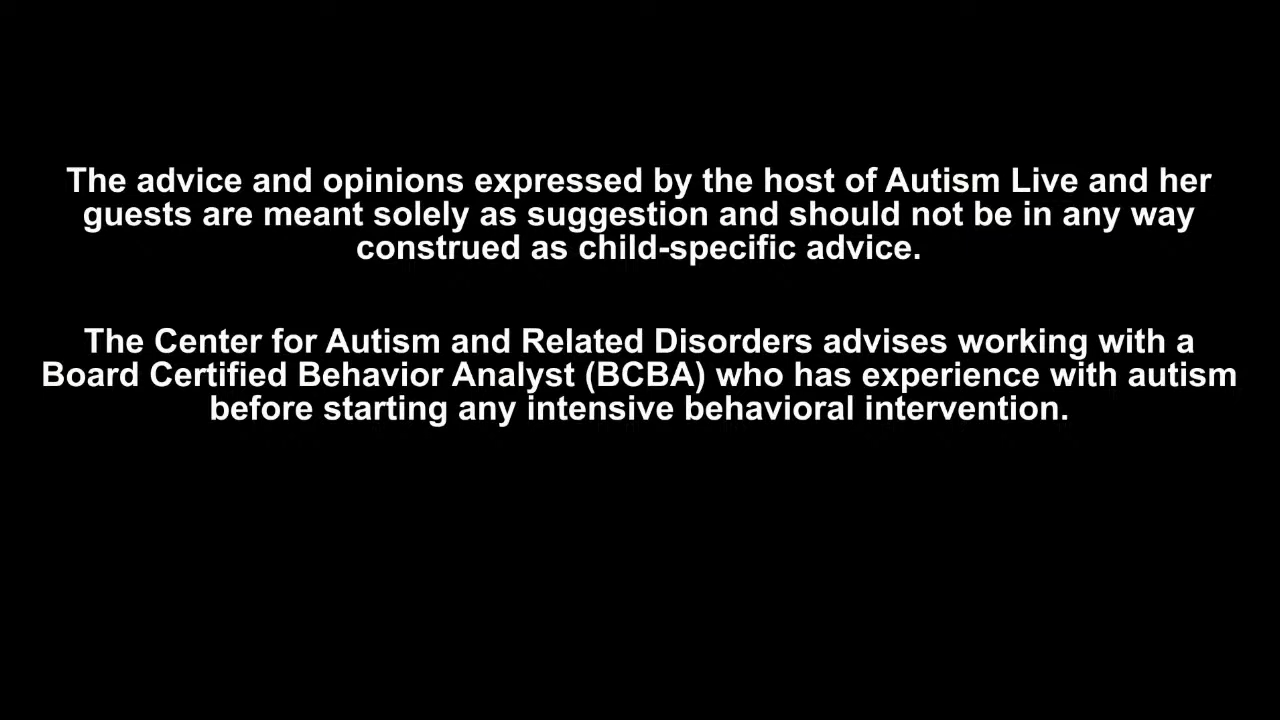 The advice and opinions expressed by the host of Autism Live and her
guests are meant solely as suggestion and should not be in any way
construed as child-specific advice.
The Center for Autism and Related Disorders advises working with a
Board Certified Behavior Analyst (BCBA) who has experience with autism
before starting any intensive behavioral intervention.